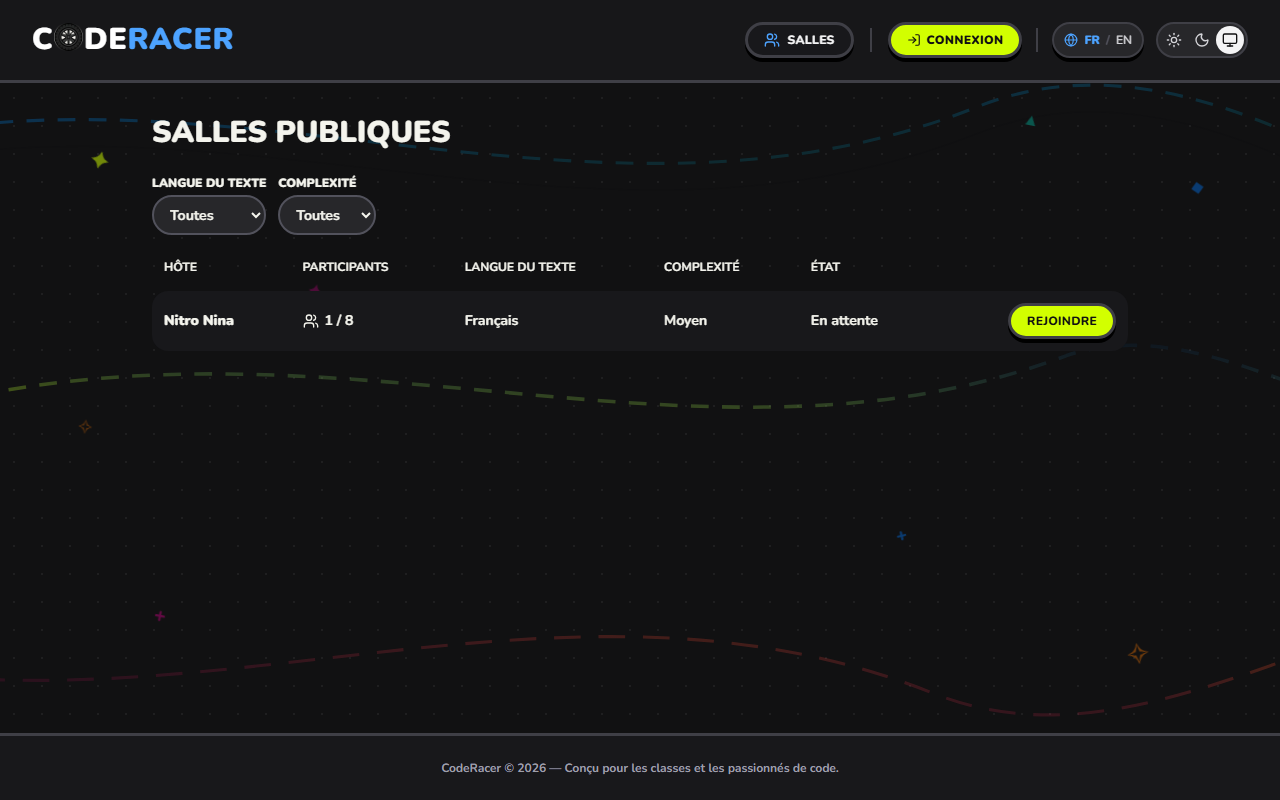 CODERACER
SALLES
CONNEXION
FR / EN
SALLES PUBLIQUES
LANGUE DU TEXTE
COMPLEXITÉ
Toutes
Toutes
HÔTE PARTICIPANTS LANGUE DU TEXTE COMPLEXITÉ ÉTAT
Nitro Nina 1 / 8 Français Moyen En attente REJOINDRE
CodeRacer © 2026 — Conçu pour les classes et les passionnés de code.